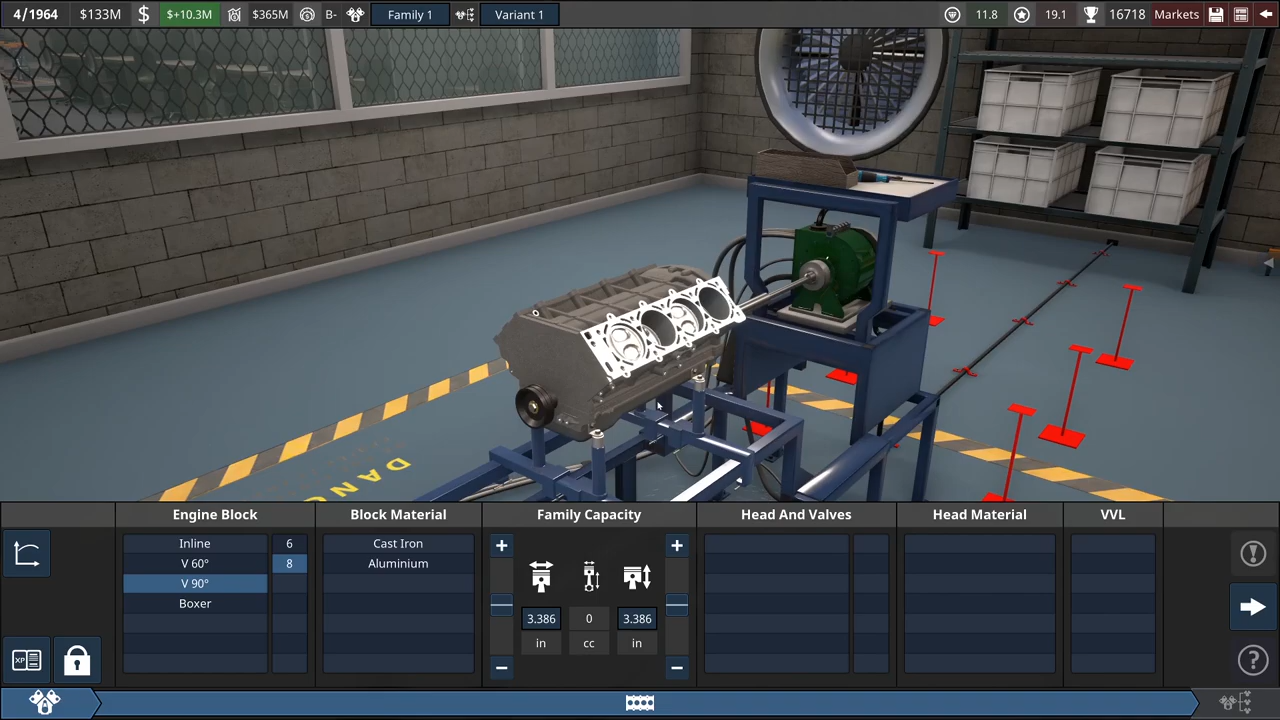 4/1964 $133M $ $+10.3M $365M B- Family 1 Variant 1 11.8 19.1 16718 Markets
DANG
Engine Block Block Material Family Capacity Head And Valves Head Material VVL
Inline 6 Cast Iron + +
V 60° 8 Aluminium
V 90°
Boxer
3.386 0 3.386
in cc in
XP - - ?